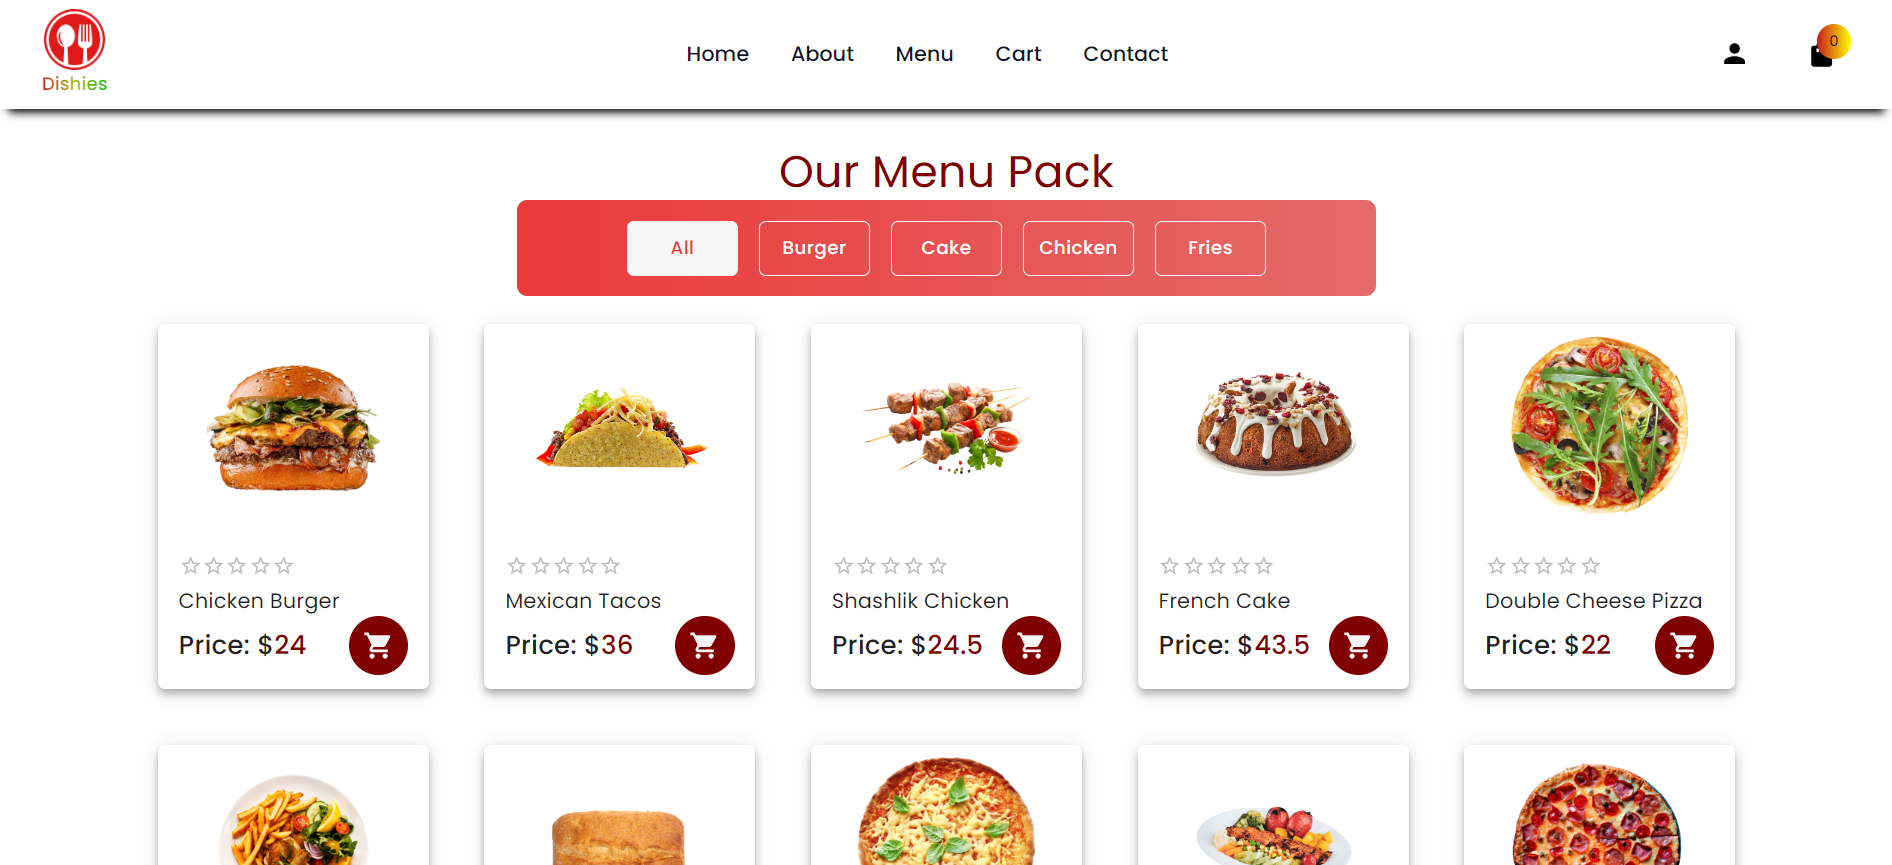 Dishies
Home About Menu Cart Contact
0
Our Menu Pack
All Burger Cake Chicken Fries
Chicken Burger
Price: $24
Mexican Tacos
Price: $36
Shashlik Chicken
Price: $24.5
French Cake
Price: $43.5
Double Cheese Pizza
Price: $22